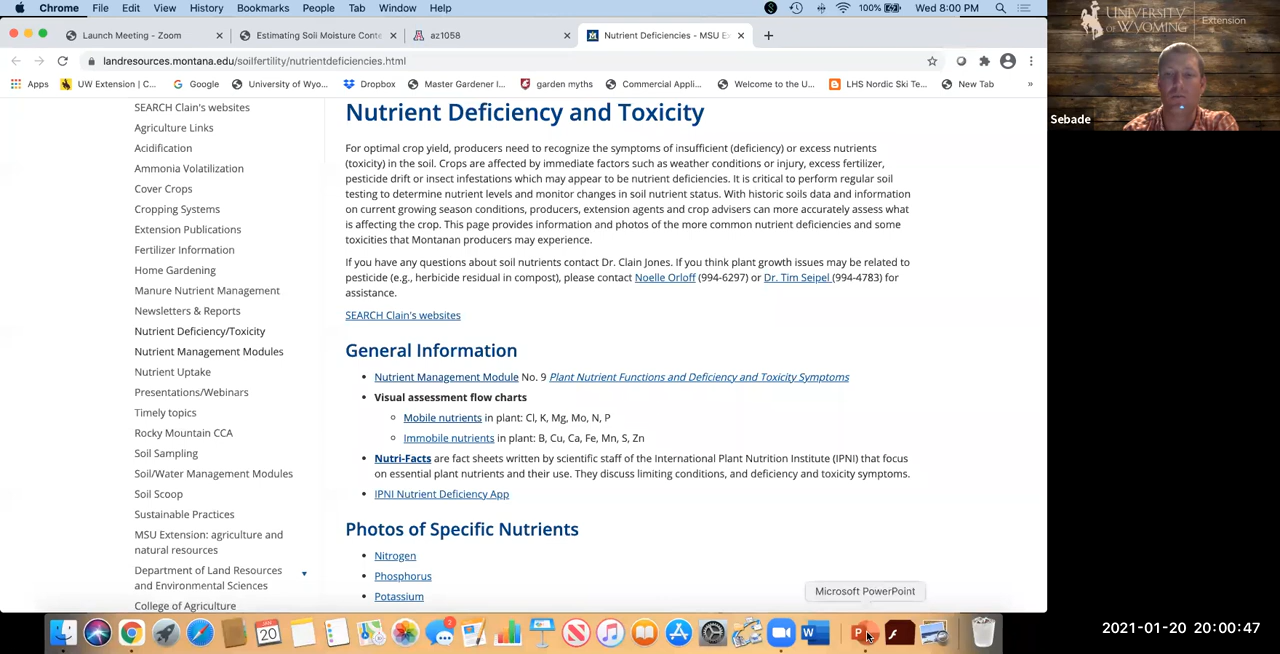 Chrome File Edit View History Bookmarks People Tab Window Help 100% Wed 8:00 PM
Launch Meeting - Zoom Estimating Soil Moisture Conte az1058 Nutrient Deficiencies - MSU Ex
landresources.montana.edu/soilfertility/nutrientdeficiencies.html
Apps UW Extension | C... Google University of Wyo... Dropbox Master Gardener I... garden myths Commercial Appli... Welcome to the U... LHS Nordic Ski Te... New Tab »
UNIVERSITY OF WYOMING Extension
Sebade
SEARCH Clain's websites
Agriculture Links
Acidification
Ammonia Volatilization
Cover Crops
Cropping Systems
Extension Publications
Fertilizer Information
Home Gardening
Manure Nutrient Management
Newsletters & Reports
Nutrient Deficiency/Toxicity
Nutrient Management Modules
Nutrient Uptake
Presentations/Webinars
Timely topics
Rocky Mountain CCA
Soil Sampling
Soil/Water Management Modules
Soil Scoop
Sustainable Practices
MSU Extension: agriculture and
natural resources
Department of Land Resources
and Environmental Sciences
College of Agriculture
Nutrient Deficiency and Toxicity
For optimal crop yield, producers need to recognize the symptoms of insufficient (deficiency) or excess nutrients
(toxicity) in the soil. Crops are affected by immediate factors such as weather conditions or injury, excess fertilizer,
pesticide drift or insect infestations which may appear to be nutrient deficiencies. It is critical to perform regular soil
testing to determine nutrient levels and monitor changes in soil nutrient status. With historic soils data and information
on current growing season conditions, producers, extension agents and crop advisers can more accurately assess what
is affecting the crop. This page provides information and photos of the more common nutrient deficiencies and some
toxicities that Montanan producers may experience.
If you have any questions about soil nutrients contact Dr. Clain Jones. If you think plant growth issues may be related to
pesticide (e.g., herbicide residual in compost), please contact Noelle Orloff (994-6297) or Dr. Tim Seipel (994-4783) for
assistance.
SEARCH Clain's websites
General Information
• Nutrient Management Module No. 9 Plant Nutrient Functions and Deficiency and Toxicity Symptoms
• Visual assessment flow charts
Mobile nutrients in plant: Cl, K, Mg, Mo, N, P
Immobile nutrients in plant: B, Cu, Ca, Fe, Mn, S, Zn
• Nutri-Facts are fact sheets written by scientific staff of the International Plant Nutrition Institute (IPNI) that focus
on essential plant nutrients and their use. They discuss limiting conditions, and deficiency and toxicity symptoms.
• IPNI Nutrient Deficiency App
Photos of Specific Nutrients
• Nitrogen
• Phosphorus
• Potassium
Microsoft PowerPoint
2021-01-20 20:00:47